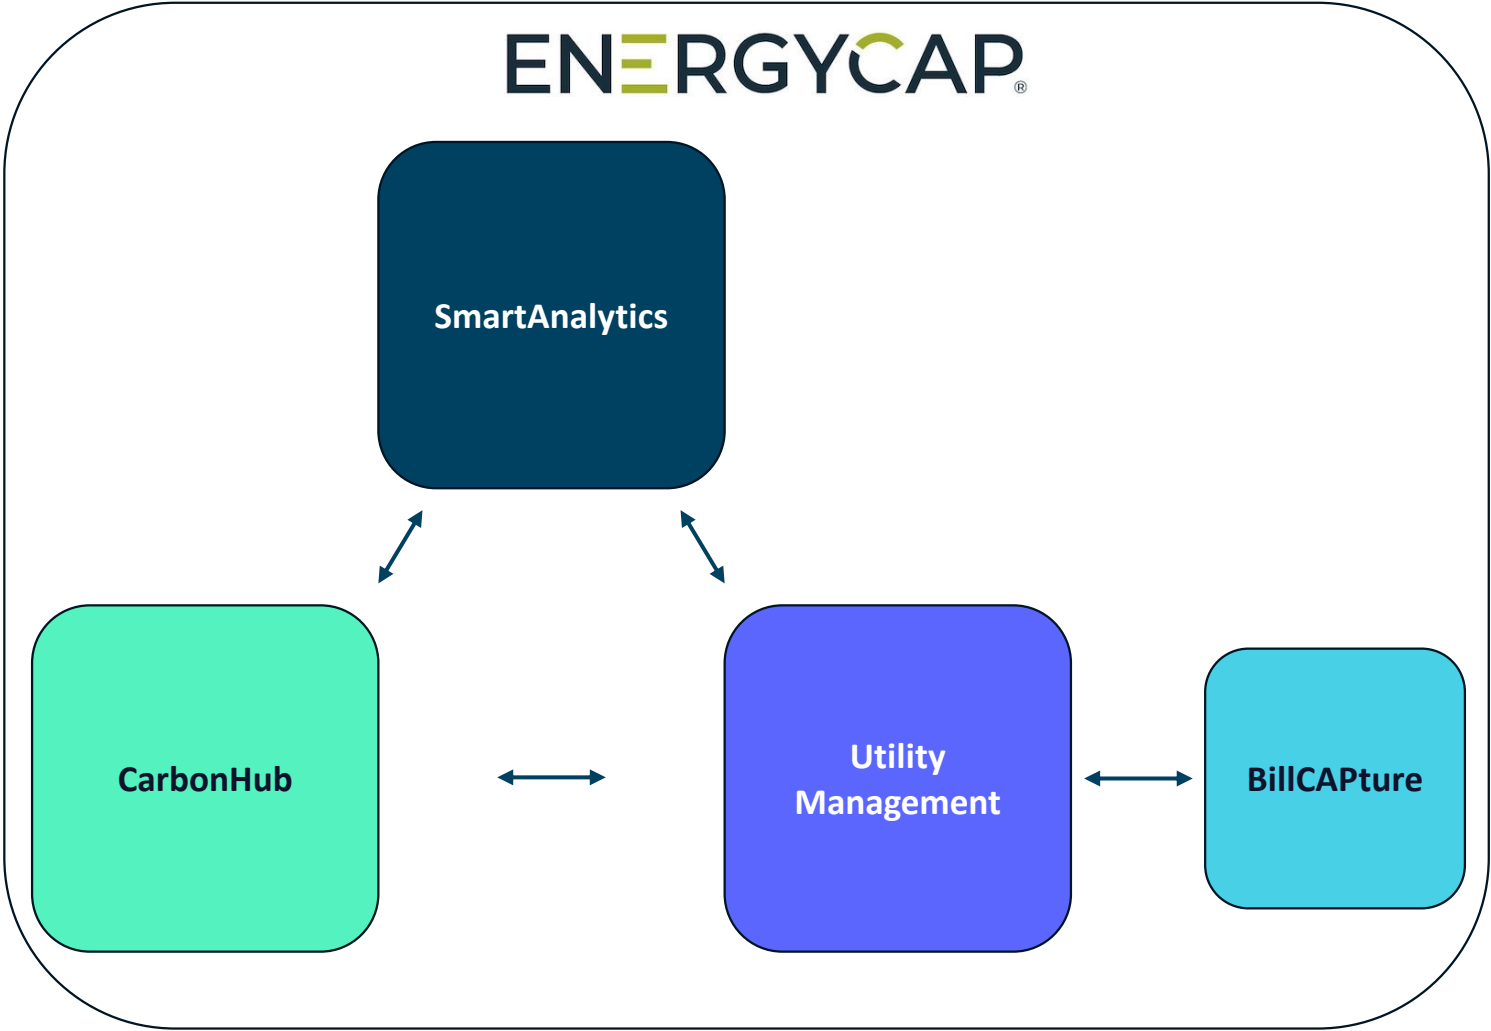 ENERGYCAP®
SmartAnalytics
CarbonHub
Utility
Management
BillCAPture